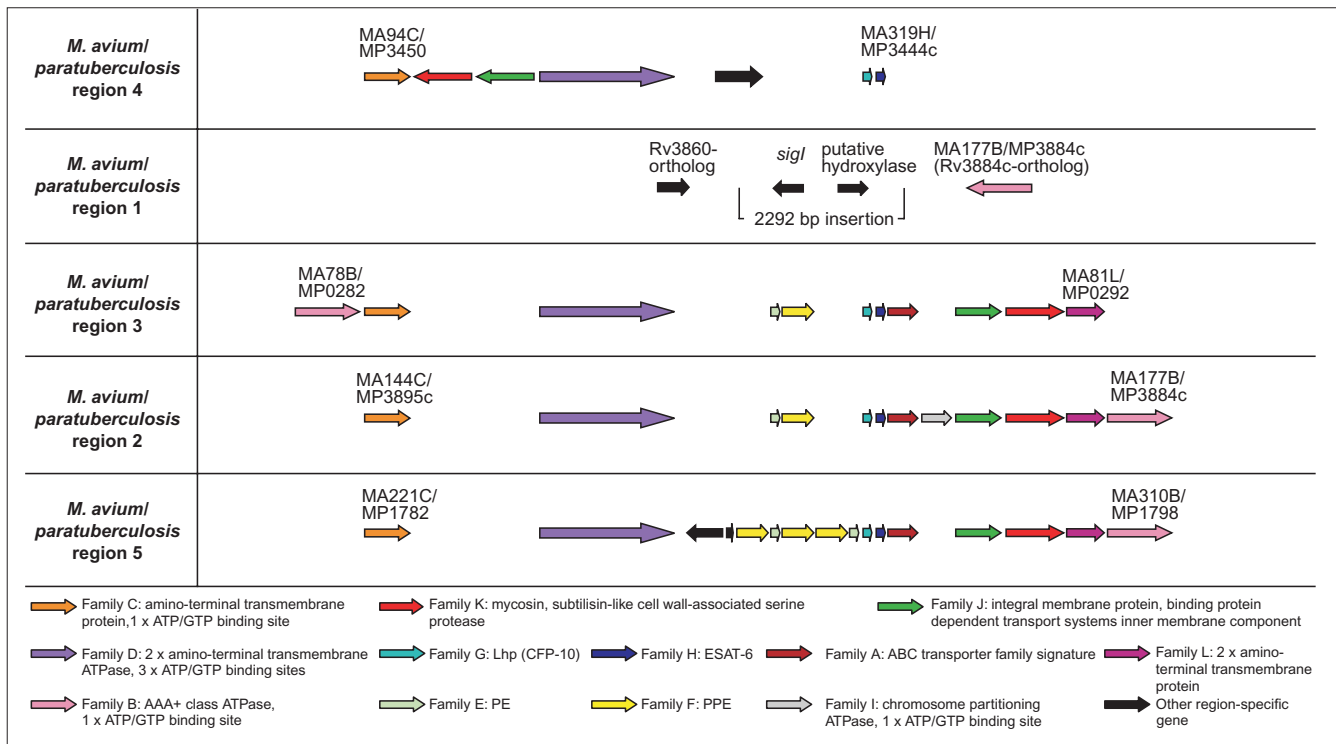 M. avium/
paratuberculosis
region 4
MA94C/
MP3450
MA319H/
MP3444c
M. avium/
paratuberculosis
region 1
Rv3860-
ortholog
sigI
putative
hydroxylase
MA177B/MP3884c
(Rv3884c-ortholog)
2292 bp insertion
M. avium/
paratuberculosis
region 3
MA78B/
MP0282
MA81L/
MP0292
M. avium/
paratuberculosis
region 2
MA144C/
MP3895c
MA177B/
MP3884c
M. avium/
paratuberculosis
region 5
MA221C/
MP1782
MA310B/
MP1798
Family C: amino-terminal transmembrane
protein,1 x ATP/GTP binding site
Family K: mycosin, subtilisin-like cell wall-associated serine
protease
Family J: integral membrane protein, binding protein
dependent transport systems inner membrane component
Family D: 2 x amino-terminal transmembrane
ATPase, 3 x ATP/GTP binding sites
Family G: Lhp (CFP-10)
Family H: ESAT-6
Family A: ABC transporter family signature
Family L: 2 x amino-
terminal transmembrane
protein
Family B: AAA+ class ATPase,
1 x ATP/GTP binding site
Family E: PE
Family F: PPE
Family I: chromosome partitioning
ATPase, 1 x ATP/GTP binding site
Other region-specific
gene